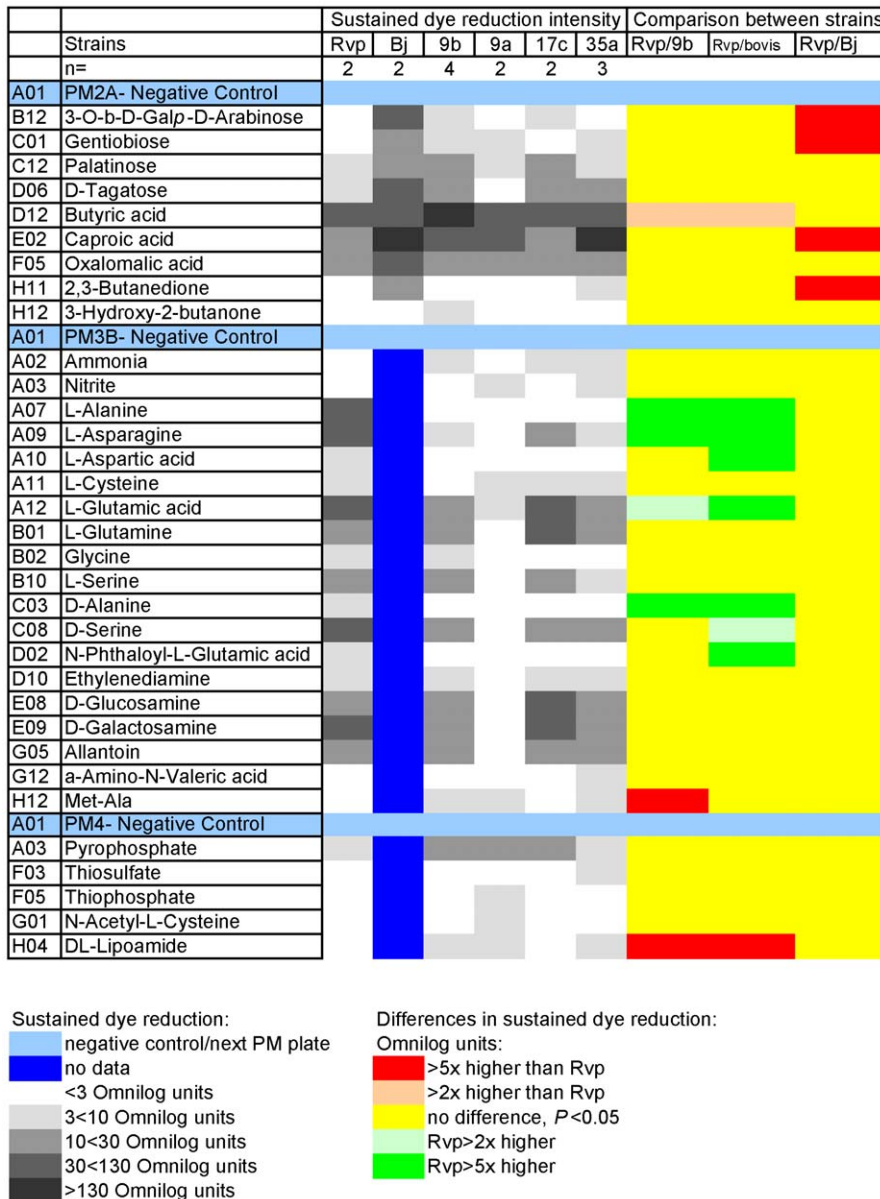 Sustained dye reduction intensity Comparison between strains
Strains Rvp Bj 9b 9a 17c 35a Rvp/9b Rvp/bovis Rvp/Bj
n= 2 2 4 2 2 3
A01 PM2A- Negative Control
B12 3-O-b-D-Galp-D-Arabinose
C01 Gentiobiose
C12 Palatinose
D06 D-Tagatose
D12 Butyric acid
E02 Caproic acid
F05 Oxalomalic acid
H11 2,3-Butanedione
H12 3-Hydroxy-2-butanone
A01 PM3B- Negative Control
A02 Ammonia
A03 Nitrite
A07 L-Alanine
A09 L-Asparagine
A10 L-Aspartic acid
A11 L-Cysteine
A12 L-Glutamic acid
B01 L-Glutamine
B02 Glycine
B10 L-Serine
C03 D-Alanine
C08 D-Serine
D02 N-Phthaloyl-L-Glutamic acid
D10 Ethylenediamine
E08 D-Glucosamine
E09 D-Galactosamine
G05 Allantoin
G12 a-Amino-N-Valeric acid
H12 Met-Ala
A01 PM4- Negative Control
A03 Pyrophosphate
F03 Thiosulfate
F05 Thiophosphate
G01 N-Acetyl-L-Cysteine
H04 DL-Lipoamide
Sustained dye reduction:
negative control/next PM plate
no data
<3 Omnilog units
3<10 Omnilog units
10<30 Omnilog units
30<130 Omnilog units
>130 Omnilog units
Differences in sustained dye reduction:
Omnilog units:
>5x higher than Rvp
>2x higher than Rvp
no difference, P<0.05
Rvp>2x higher
Rvp>5x higher